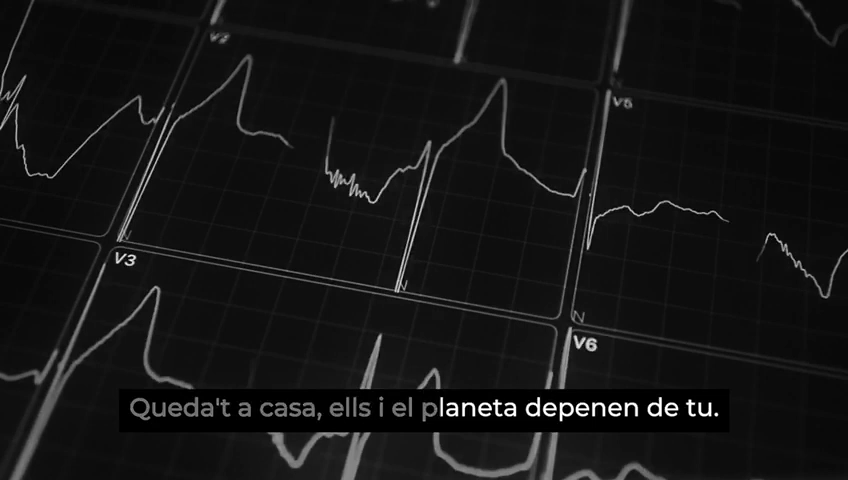 V2
V5
N
V3
N
N
V6
Queda't a casa, ells i el planeta depenen de tu.